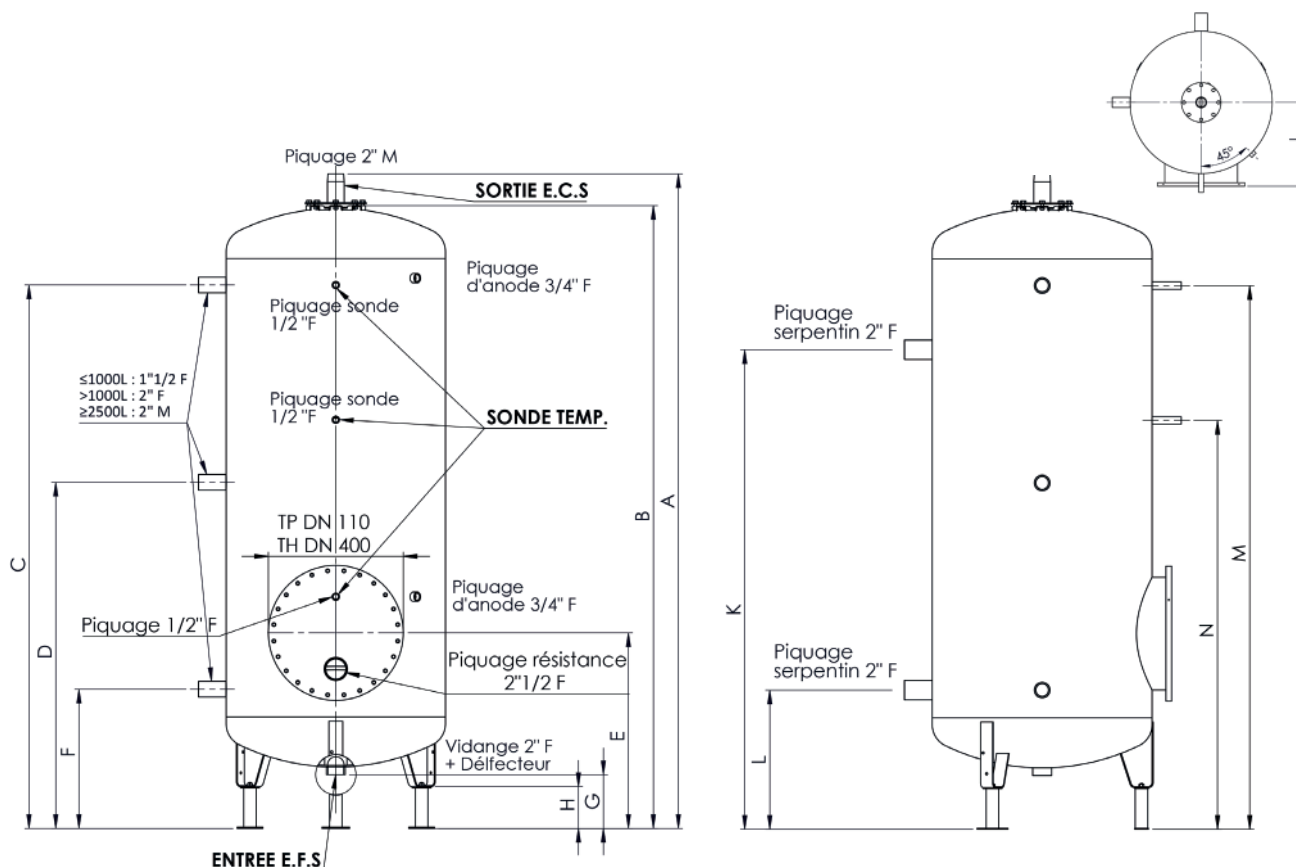 Piquage 2" M
SORTIE E.C.S
Piquage
d'anode 3/4" F
Piquage sonde
1/2 "F
≤1000L : 1"1/2 F
>1000L : 2" F
≥2500L : 2" M
Piquage sonde
1/2 "F
SONDE TEMP.
TP DN 110
TH DN 400
Piquage
d'anode 3/4" F
Piquage 1/2" F
Piquage résistance
2"1/2 F
Vidange 2" F
+ Délfecteur
ENTREE E.F.S
C
D
F
B
A
E
H
G
45°
Piquage
serpentin 2" F
Piquage
serpentin 2" F
K
L
M
N